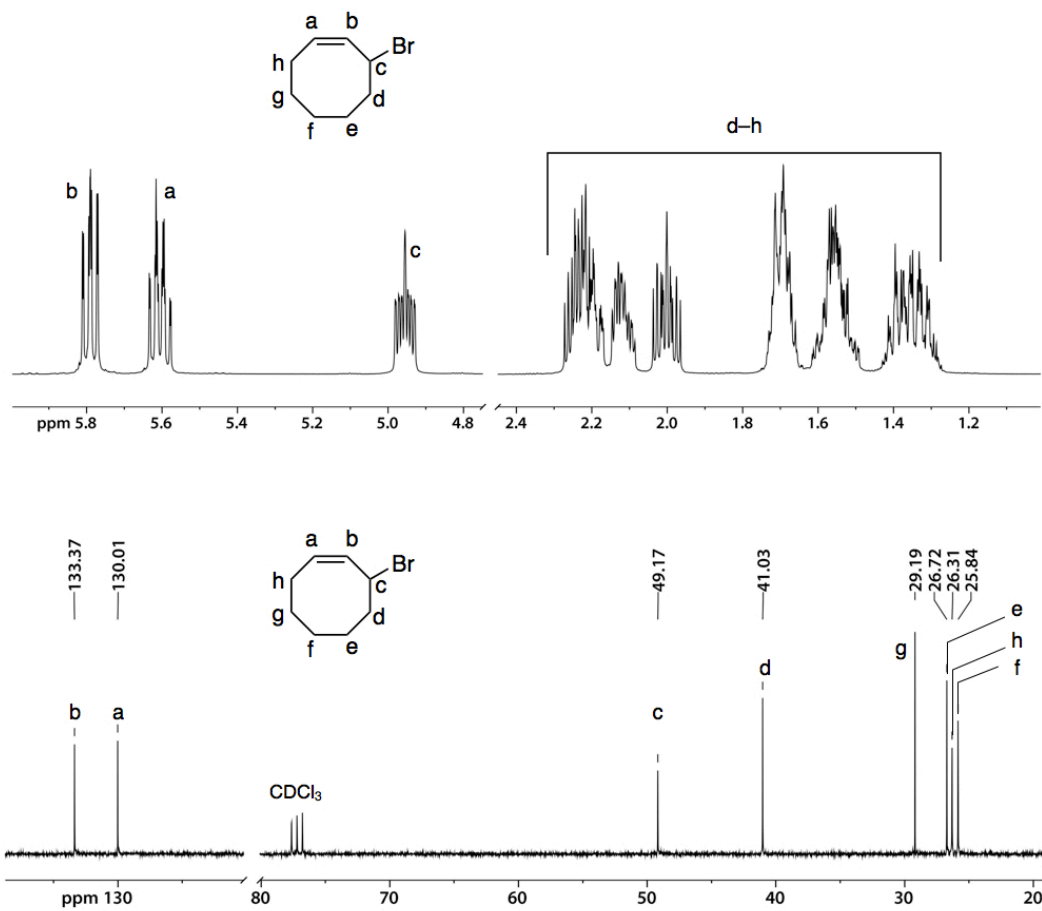 a b
Br
h c
g d
f e
d–h
b a
c
ppm 5.8 5.6 5.4 5.2 5.0 4.8 2.4 2.2 2.0 1.8 1.6 1.4 1.2
133.37
130.01
49.17
41.03
29.19
26.72
26.31
25.84
a b
Br
h c
g d
f e
e
g h
d f
b a c
CDCl₃
ppm 130 80 70 60 50 40 30 20